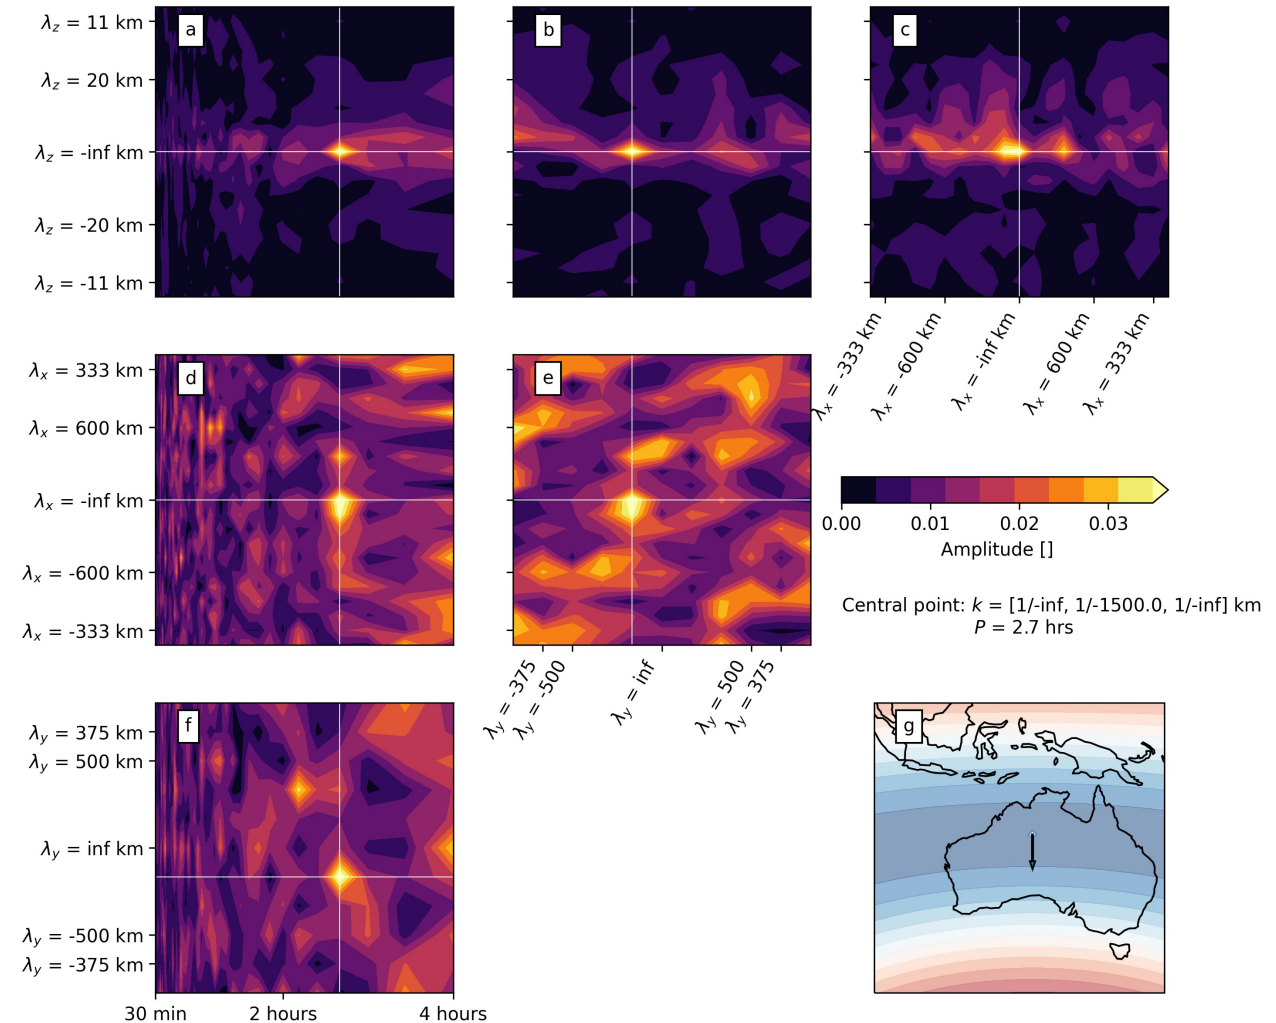 a
b
c
λz = 11 km
λz = 20 km
λz = -inf km
λz = -20 km
λz = -11 km
λx = -333 km
λx = -600 km
λx = -inf km
λx = 600 km
λx = 333 km
d
e
λx = 333 km
λx = 600 km
λx = -inf km
λx = -600 km
λx = -333 km
0.00 0.01 0.02 0.03
Amplitude []
Central point: k = [1/-inf, 1/-1500.0, 1/-inf] km
P = 2.7 hrs
λy = -375
λy = -500
λy = inf
λy = 500
λy = 375
f
g
λy = 375 km
λy = 500 km
λy = inf km
λy = -500 km
λy = -375 km
30 min 2 hours 4 hours